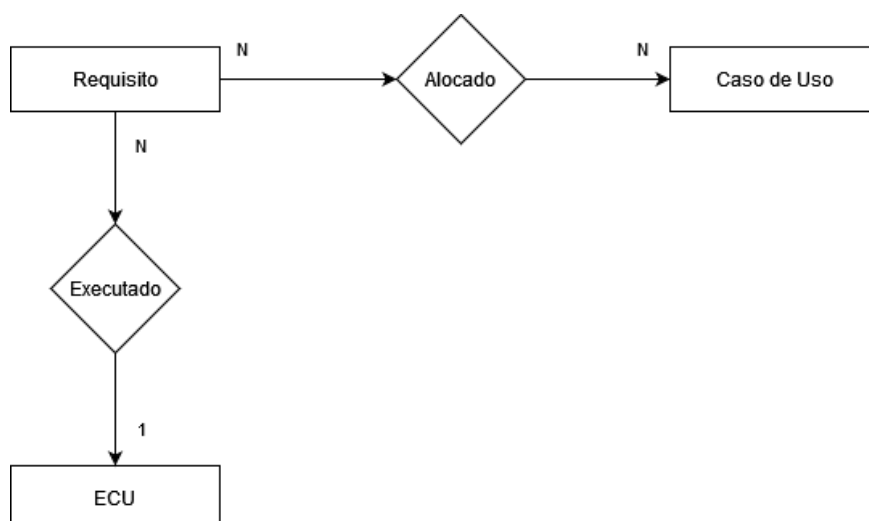 N
N
Requisito
Alocado
Caso de Uso
N
Executado
1
ECU